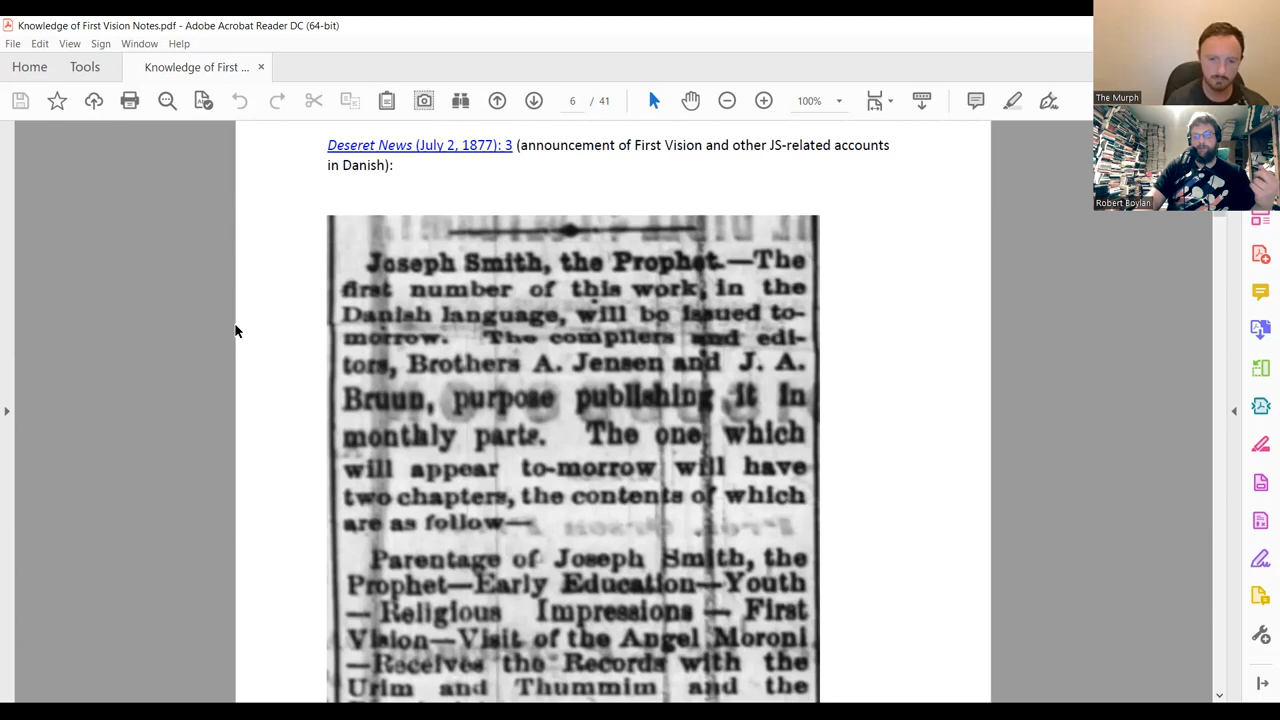 Knowledge of First Vision Notes.pdf - Adobe Acrobat Reader DC (64-bit)
File Edit View Sign Window Help
Home Tools Knowledge of First ... ×
6 / 41 100%
The Murph
Robert Boylan
Deseret News (July 2, 1877): 3 (announcement of First Vision and other JS-related accounts
in Danish):
Joseph Smith, the Prophet.—The
first number of this work, in the
Danish language, will be issued to-
morrow. The compilers and edi-
tors, Brothers A. Jensen and J. A.
Bruun, purpose publishing it in
monthly parts. The one which
will appear to-morrow will have
two chapters, the contents of which
are as follow—
Parentage of Joseph Smith, the
Prophet—Early Education—Youth
—Religious Impressions — First
Vision—Visit of the Angel Moroni
—Receives the Records with the
Urim and Thummim and the